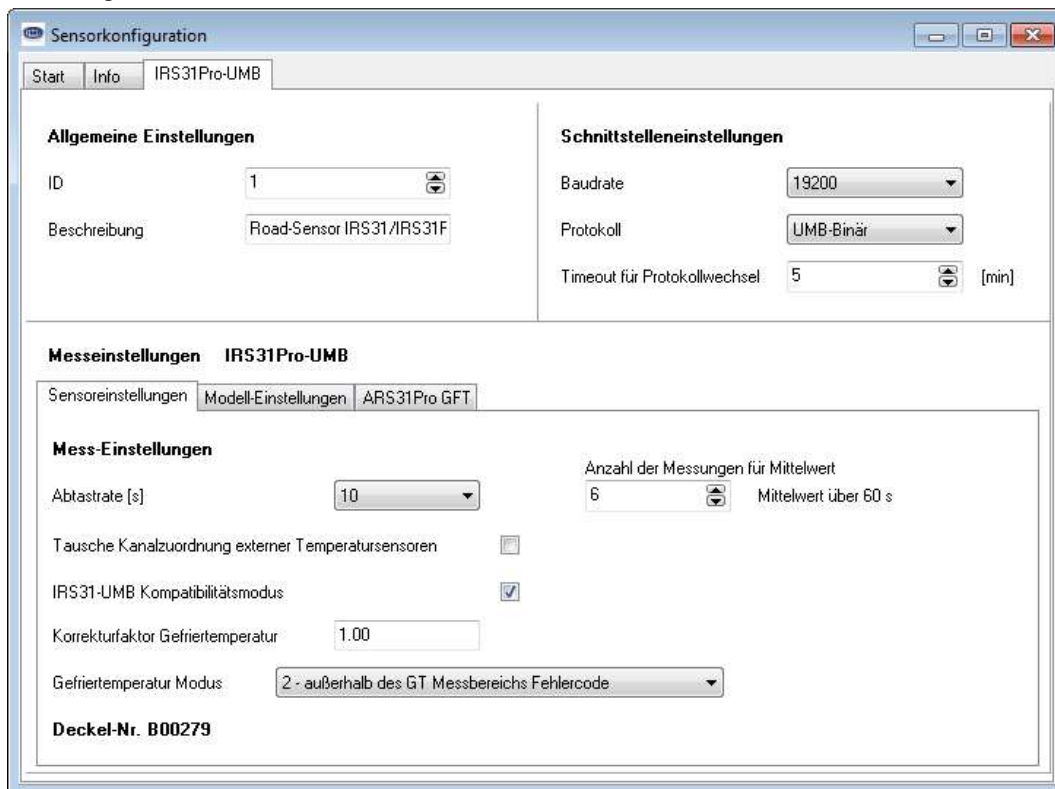 Sensorkonfiguration
Start Info IRS31Pro-UMB
Allgemeine Einstellungen
ID 1
Beschreibung Road-Sensor IRS31/IRS31F
Schnittstelleneinstellungen
Baudrate 19200
Protokoll UMB-Binär
Timeout für Protokollwechsel 5 [min]
Messeinstellungen IRS31Pro-UMB
Sensoreinstellungen Modell-Einstellungen ARS31Pro GFT
Mess-Einstellungen
Anzahl der Messungen für Mittelwert
Abtastrate [s] 10 6 Mittelwert über 60 s
Tausche Kanalzuordnung externer Temperatursensoren
IRS31-UMB Kompatibilitätsmodus
Korrekturfaktor Gefriertemperatur 1.00
Gefriertemperatur Modus 2 - außerhalb des GT Messbereichs Fehlercode
Deckel-Nr. B00279